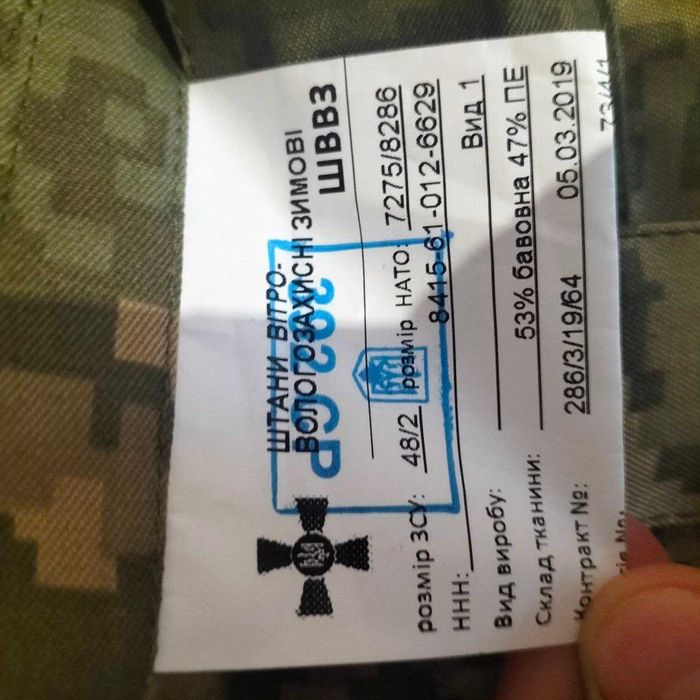 ШТАНИ ВІТРО-
ВОЛОГОЗАХИСНІ ЗИМОВІ
ШВВЗ
розмір ЗСУ: 48/2 розмір НАТО: 7275/8286
ННН: 8415-61-012-6629
Вид виробу: Вид 1
Склад тканини: 53% бавовна 47% ПЕ
Контракт №: 286/3/19/64 05.03.2019